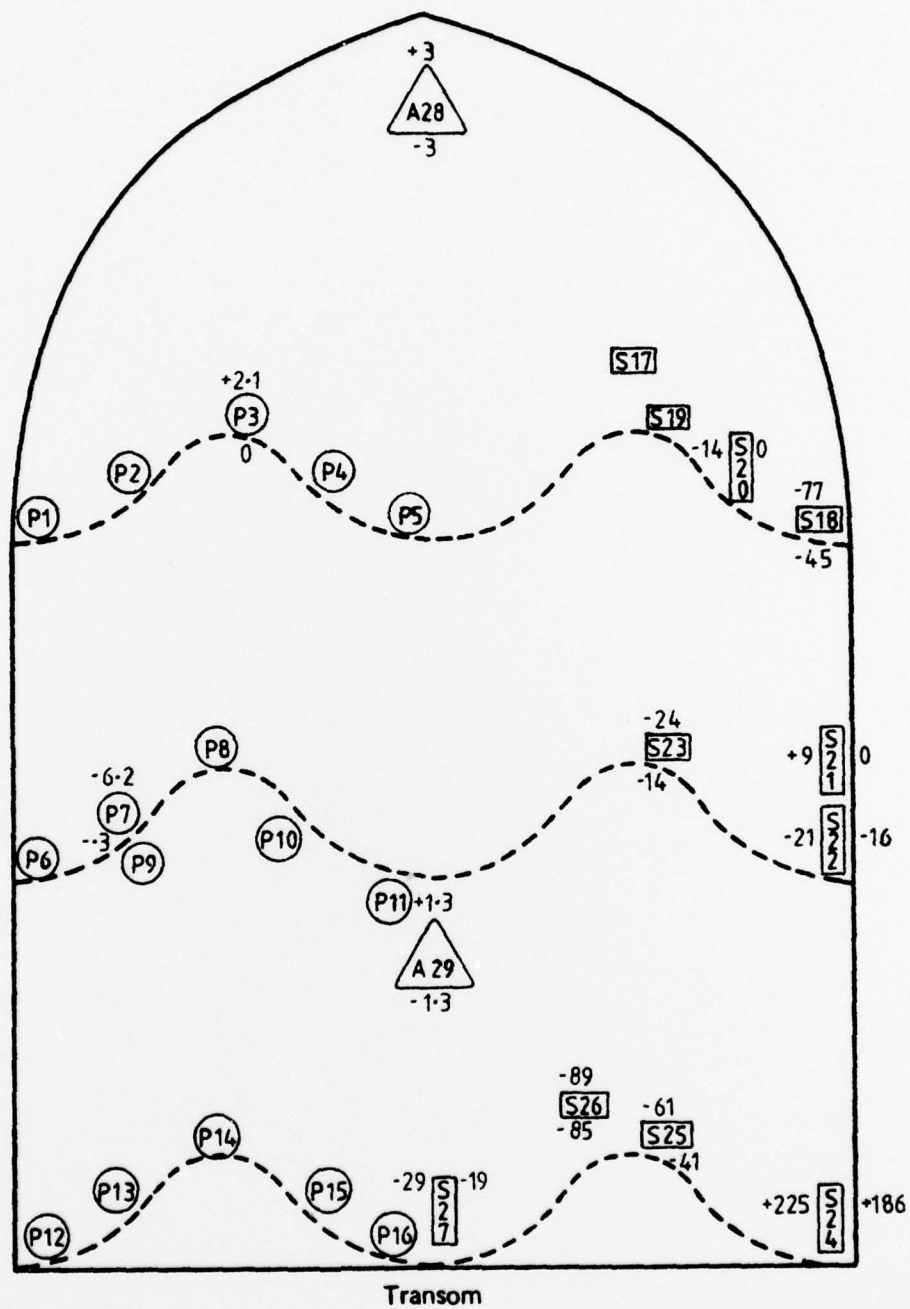 +3
A28
-3
S17
+2·1
P3
0
S19
P2
P4
-14 S20 0
P1
P5
-77
S18
-45
P8
-24
S23
-14
+9 S21 0
-6·2
P7
--3
P6
P9
P10
-21 S22 -16
P11 +1·3
A29
-1·3
-89
S26
-85
-61
S25
-41
P14
P13
P15
-29 S27 -19
P12
P16
+225 S24 +186
Transom